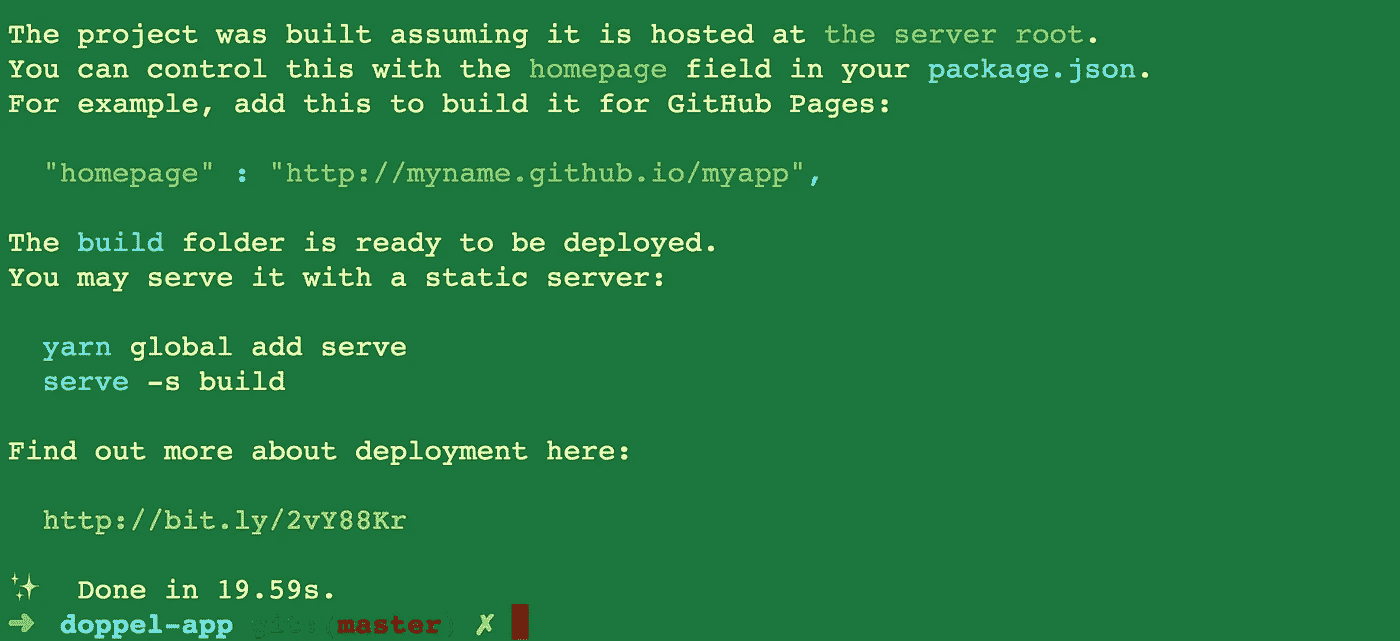 The project was built assuming it is hosted at the server root.
You can control this with the homepage field in your package.json.
For example, add this to build it for GitHub Pages:
"homepage" : "http://myname.github.io/myapp",
The build folder is ready to be deployed.
You may serve it with a static server:
yarn global add serve
serve -s build
Find out more about deployment here:
http://bit.ly/2vY88Kr
✨ Done in 19.59s.
➜ doppel-app git:(master) ✗